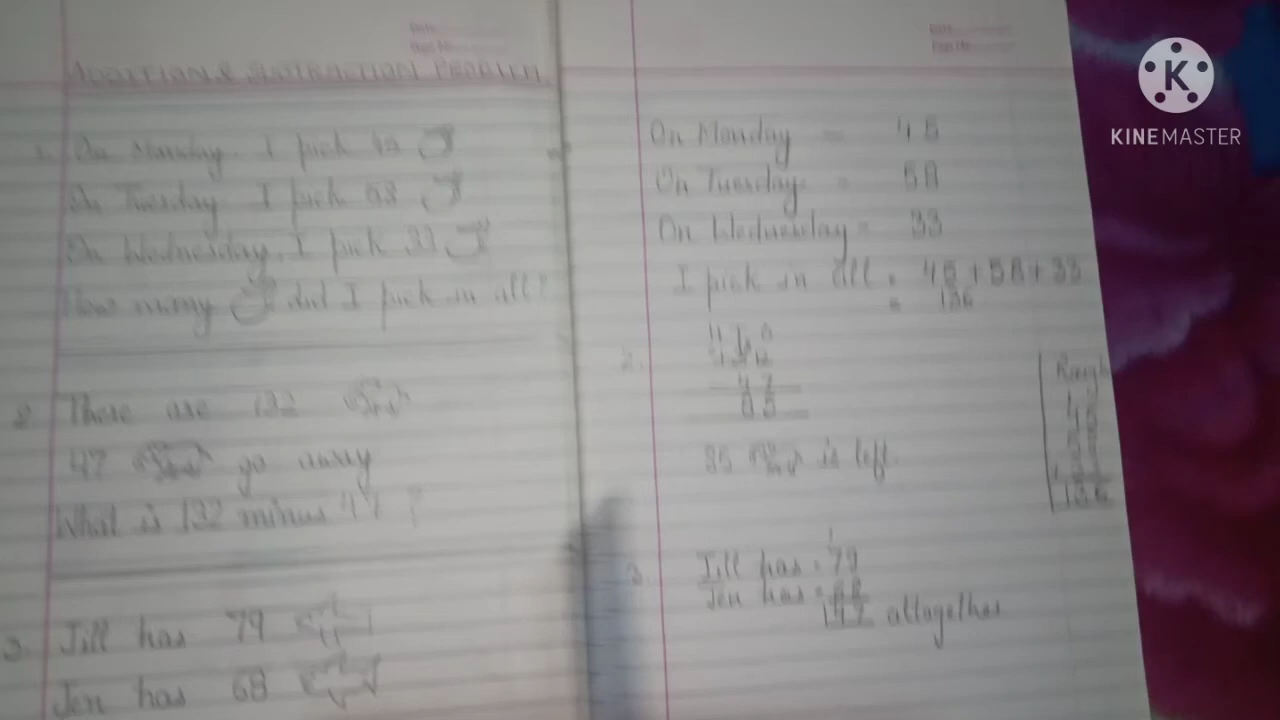 ADDITION & SUBTRACTION PROBLEM
1. On Monday I pick 45
On Tuesday I pick 58
On Wednesday I pick 33
How many did I pick in all?
2. There are 132
47 go away
What is 132 minus 47?
3. Jill has 79
Jen has 68
On Monday = 45
On Tuesday = 58
On Wednesday = 33
I pick in all = 45 + 58 + 33
= 136
2.
47
85
85 is left
Rough
45
58
33
136
3. Jill has = 79
Jen has = 68
147 altogether
K
KINEMASTER